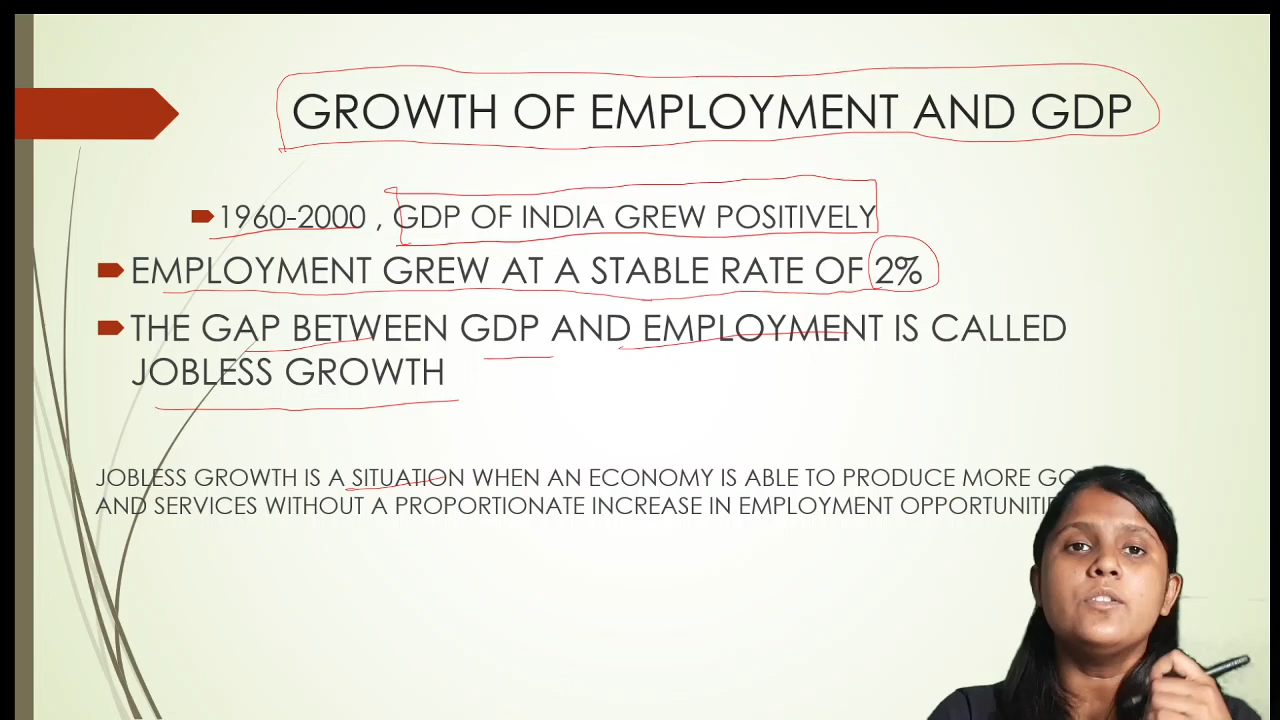 GROWTH OF EMPLOYMENT AND GDP
1960-2000 , GDP OF INDIA GREW POSITIVELY
EMPLOYMENT GREW AT A STABLE RATE OF 2%
THE GAP BETWEEN GDP AND EMPLOYMENT IS CALLED
JOBLESS GROWTH
JOBLESS GROWTH IS A SITUATION WHEN AN ECONOMY IS ABLE TO PRODUCE MORE
AND SERVICES WITHOUT A PROPORTIONATE INCREASE IN EMPLOYMENT